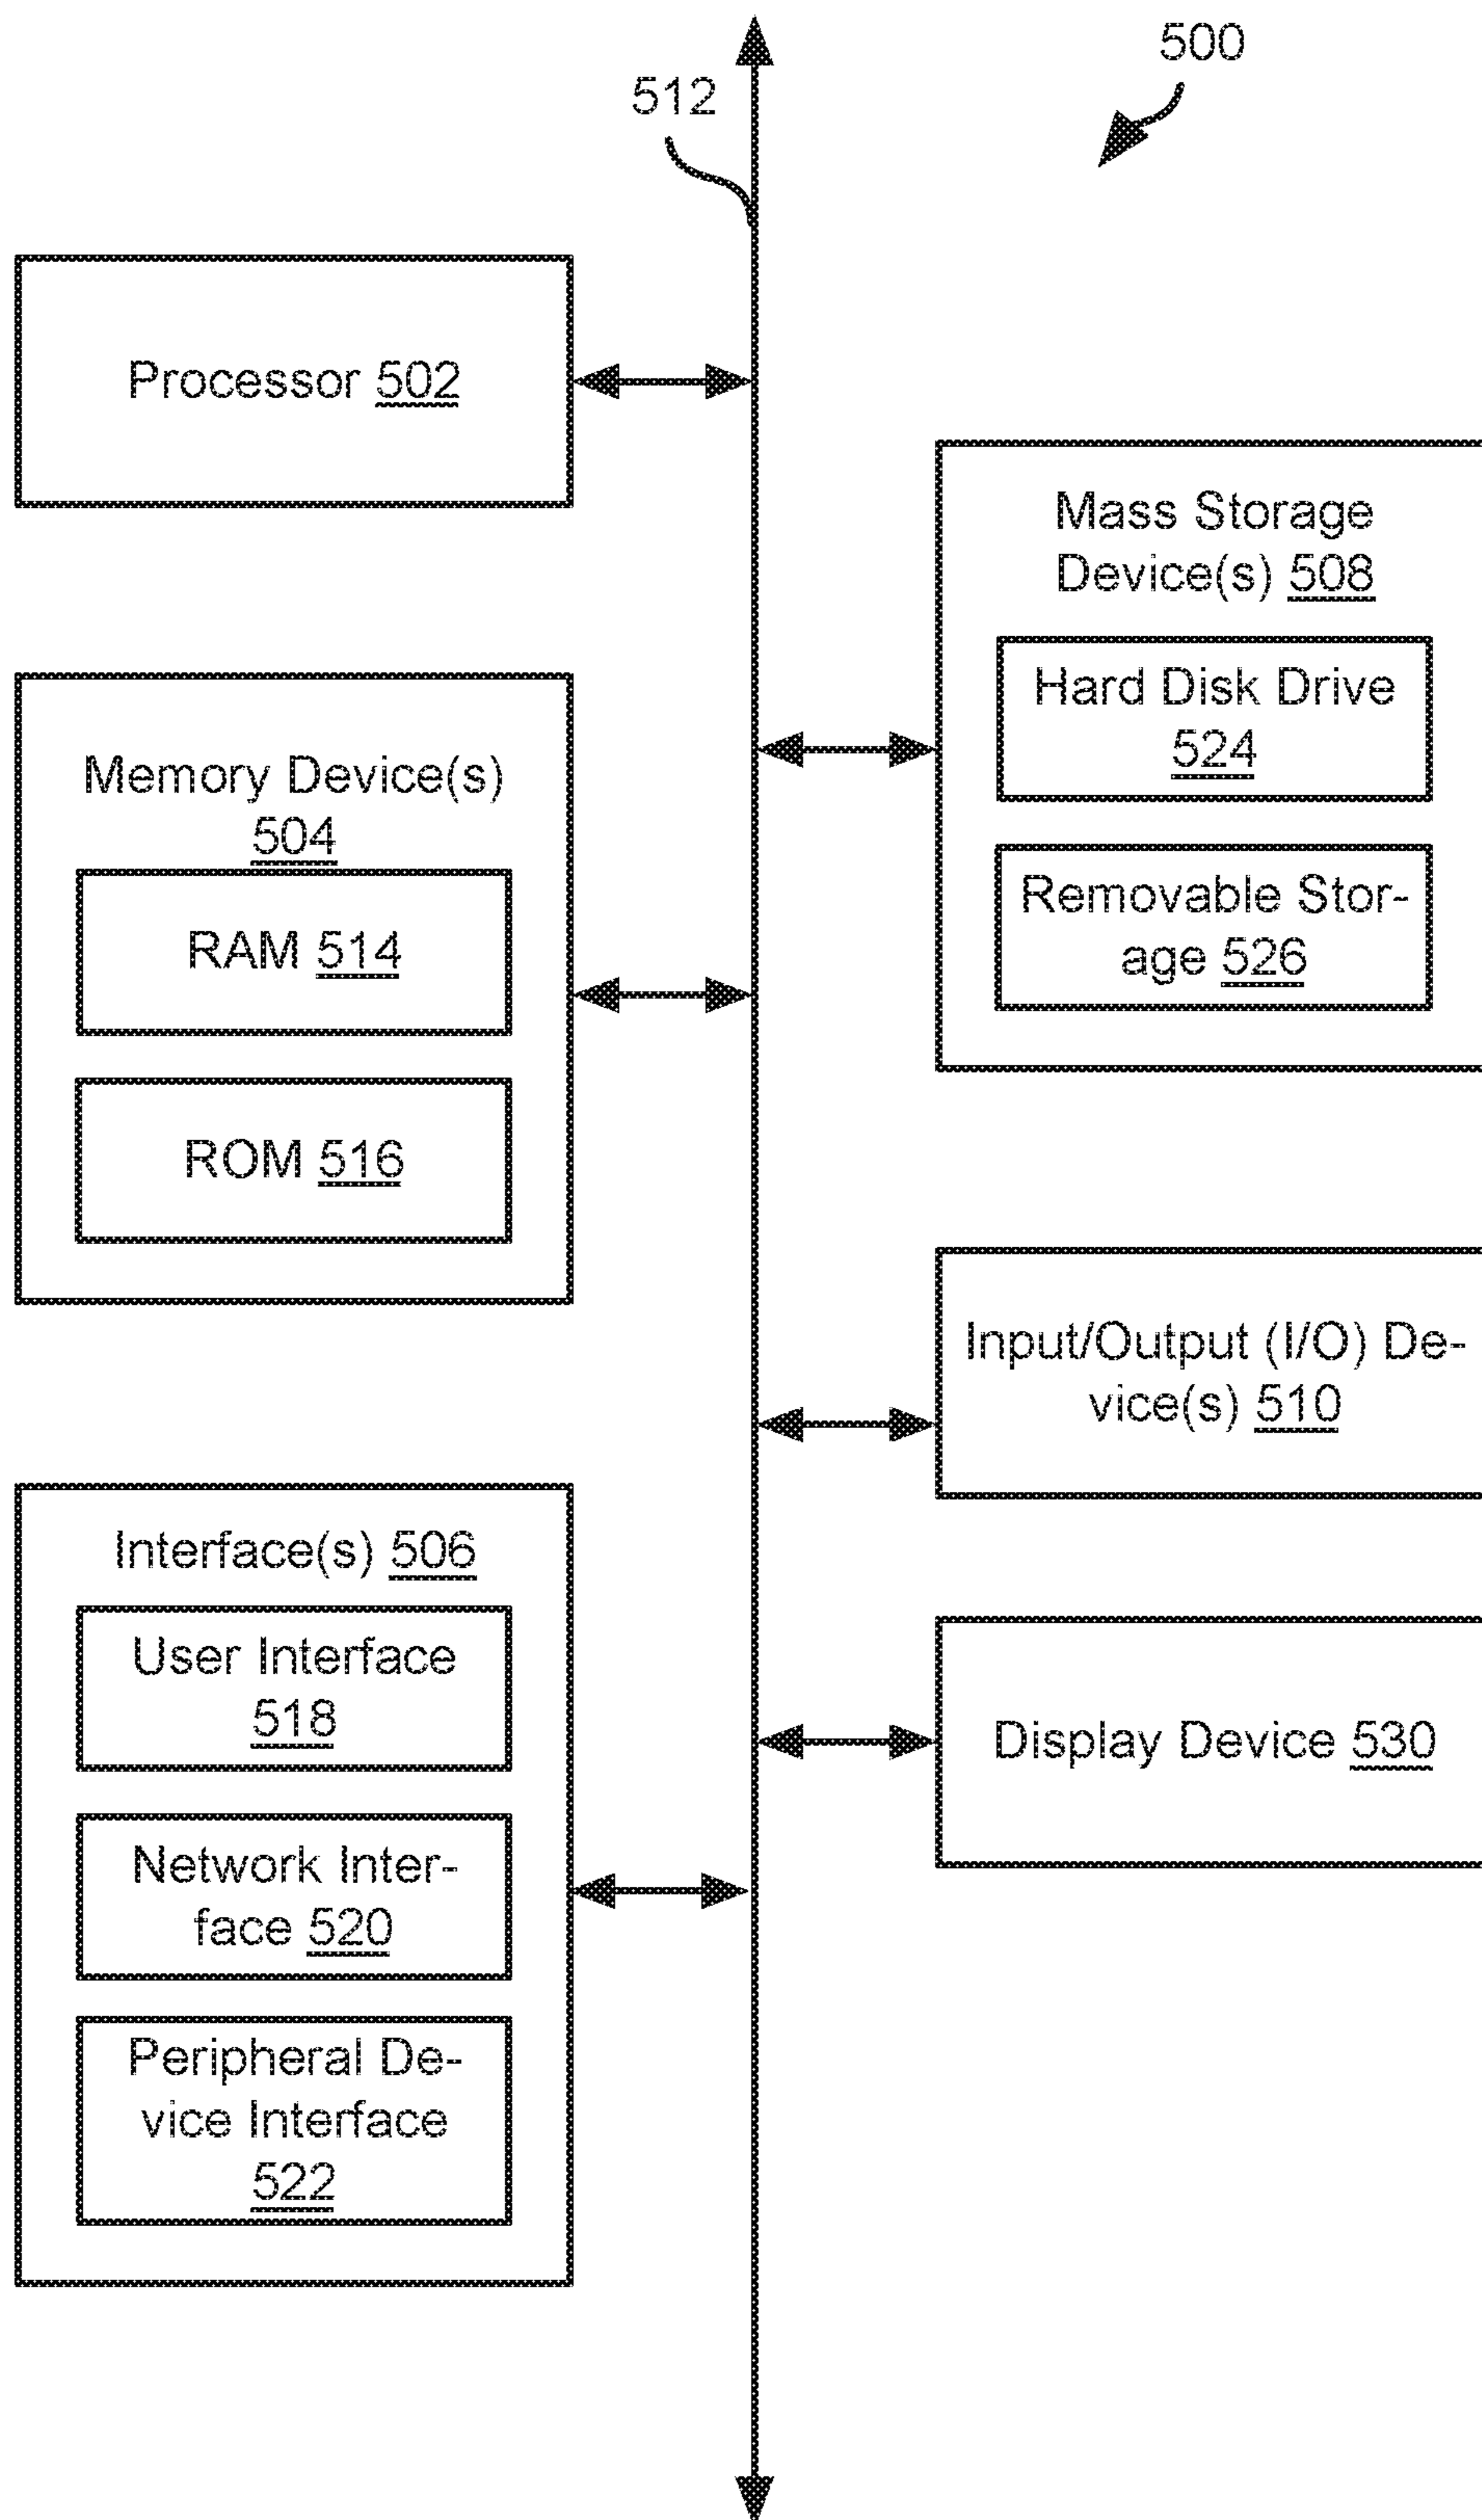 500
512
Processor 502
Mass Storage
Device(s) 508
Hard Disk Drive
524
Removable Stor-
age 526
Memory Device(s)
504
RAM 514
ROM 516
Input/Output (I/O) De-
vice(s) 510
Interface(s) 506
User Interface
518
Network Inter-
face 520
Peripheral De-
vice Interface
522
Display Device 530